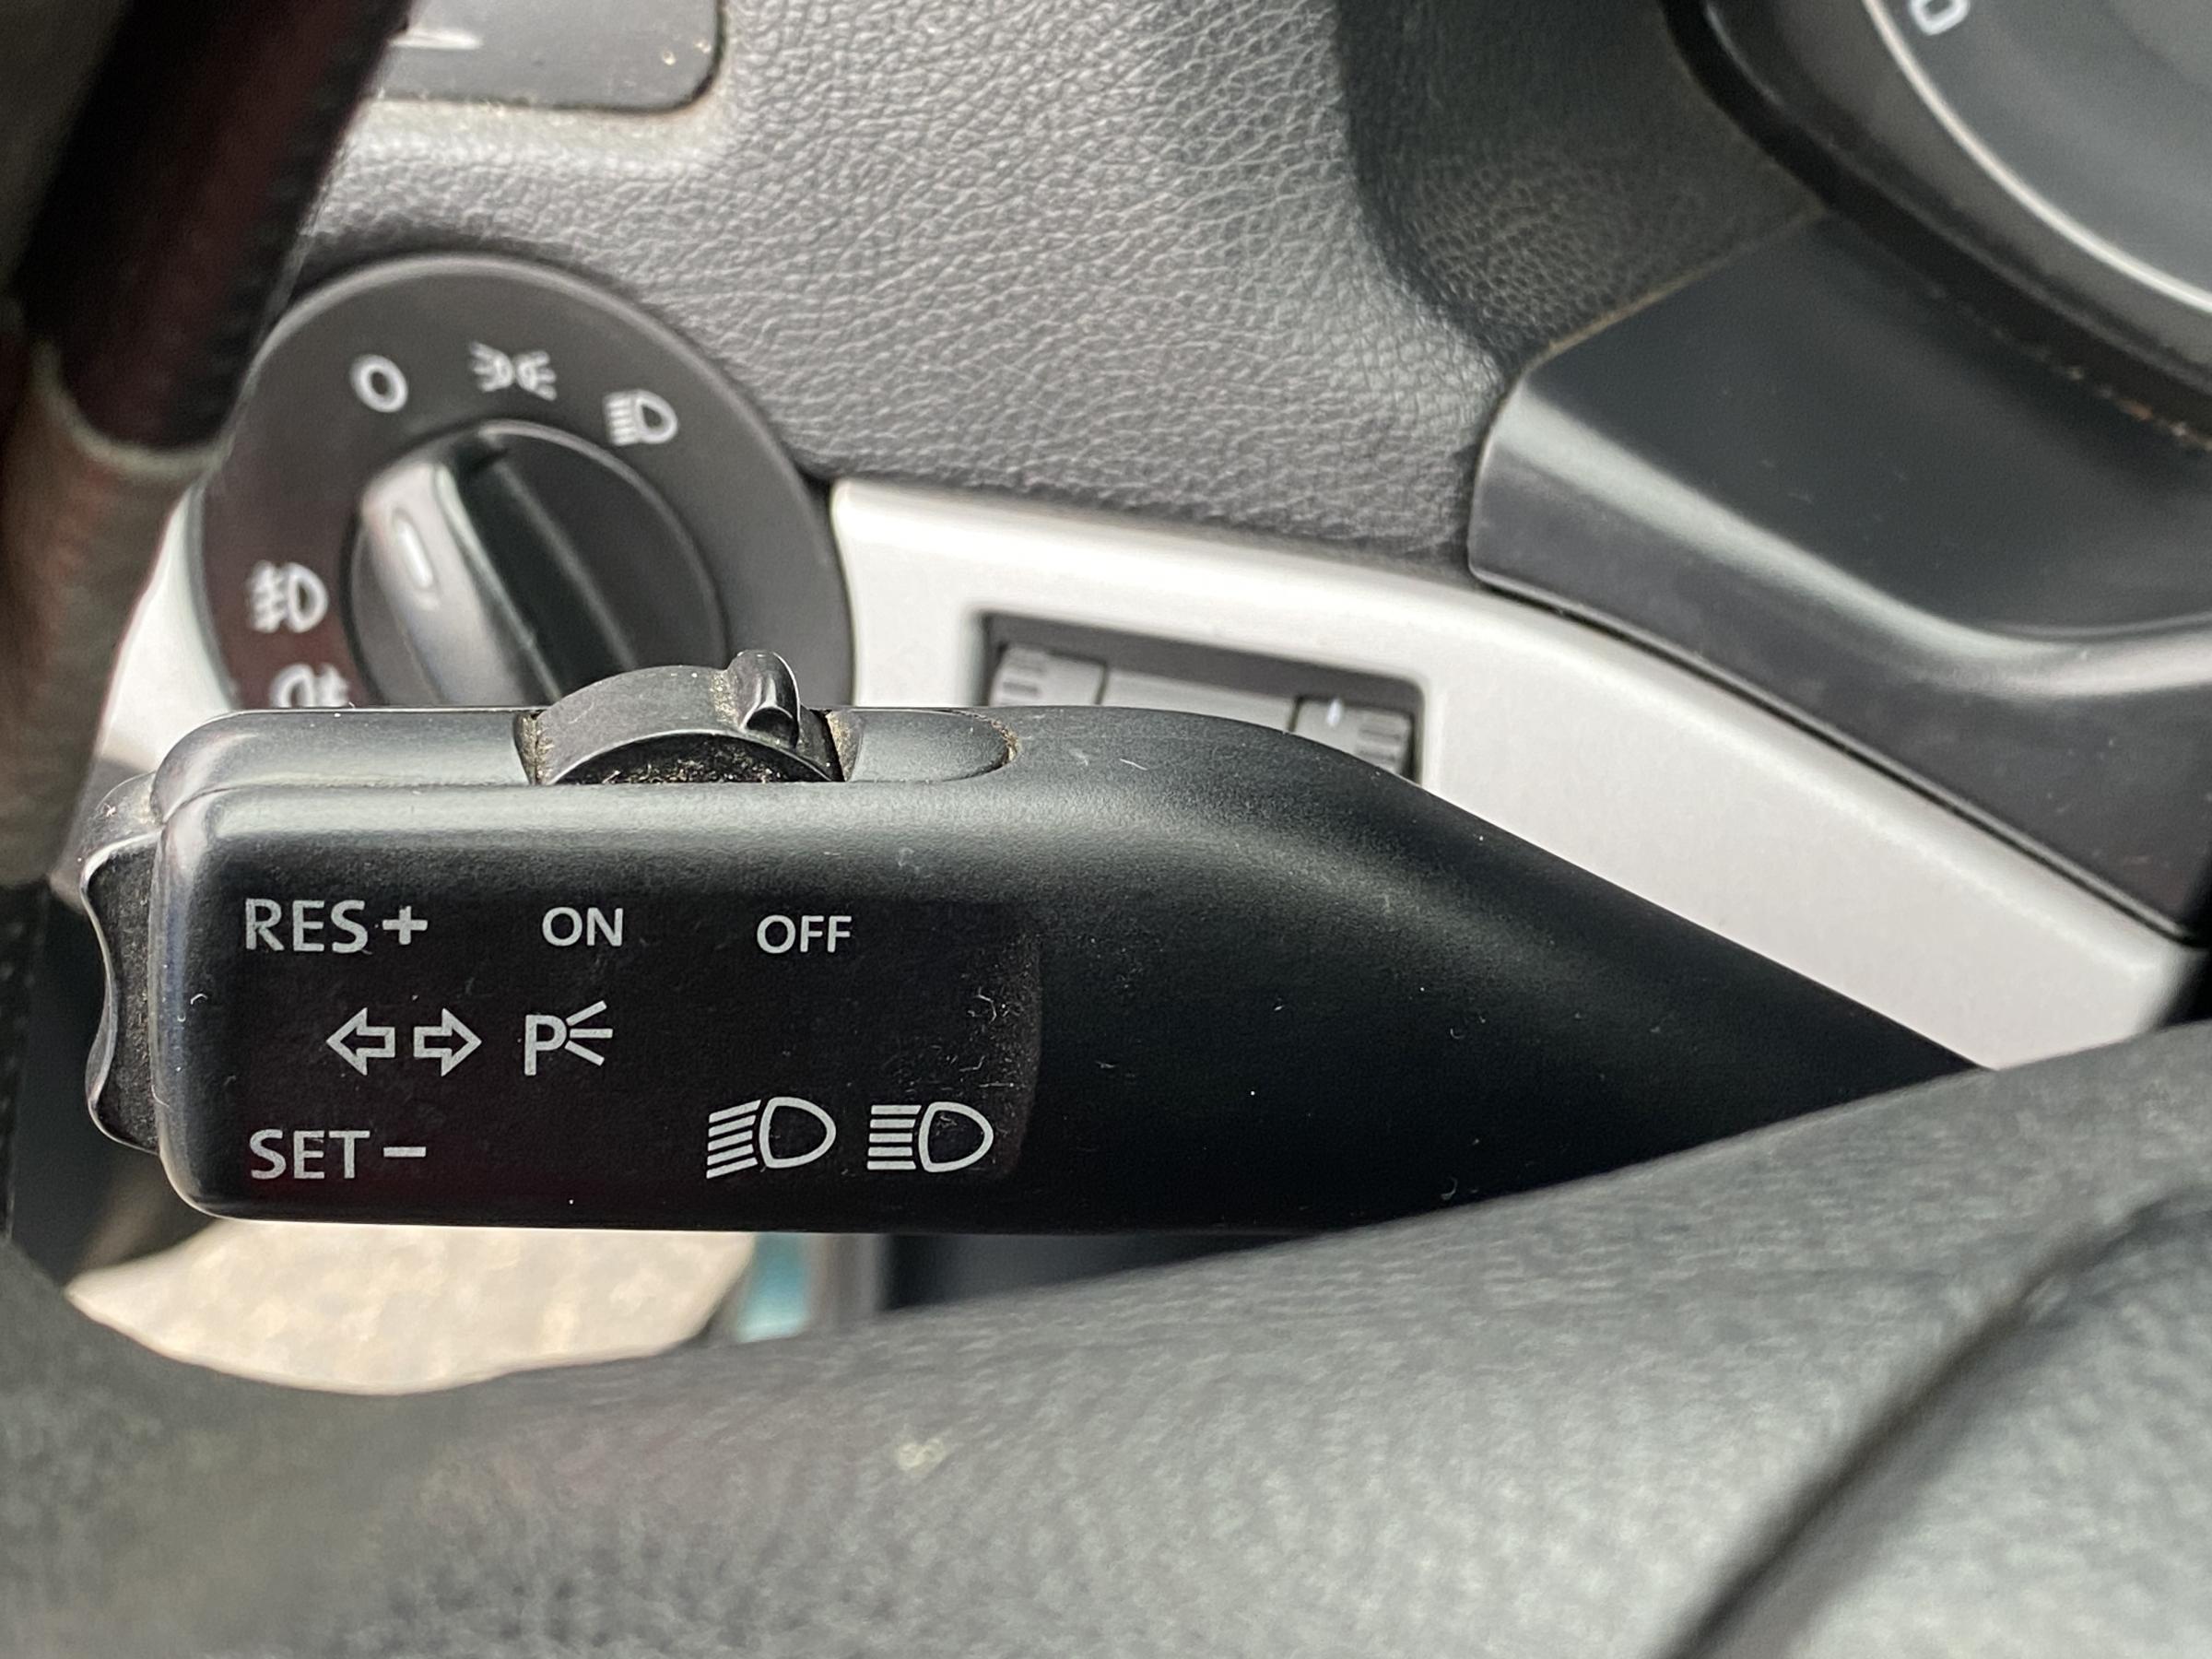 RES+ ON OFF
P
SET−